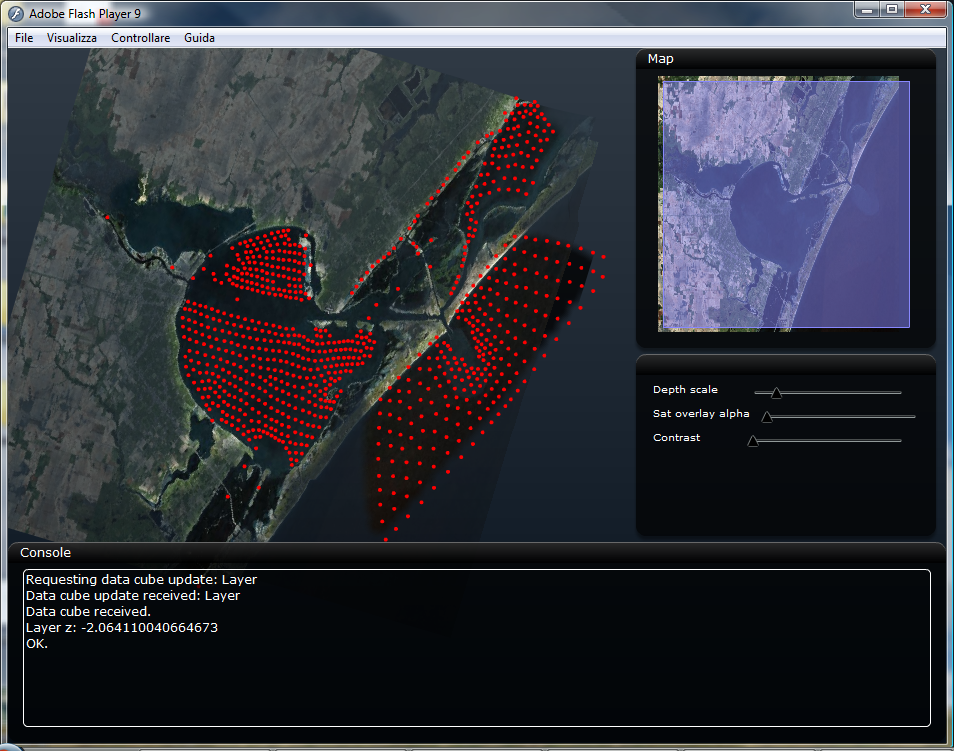 Adobe Flash Player 9
File Visualizza Controllare Guida
Map
Depth scale
Sat overlay alpha
Contrast
Console
Requesting data cube update: Layer
Data cube update received: Layer
Data cube received.
Layer z: -2.064110040664673
OK.